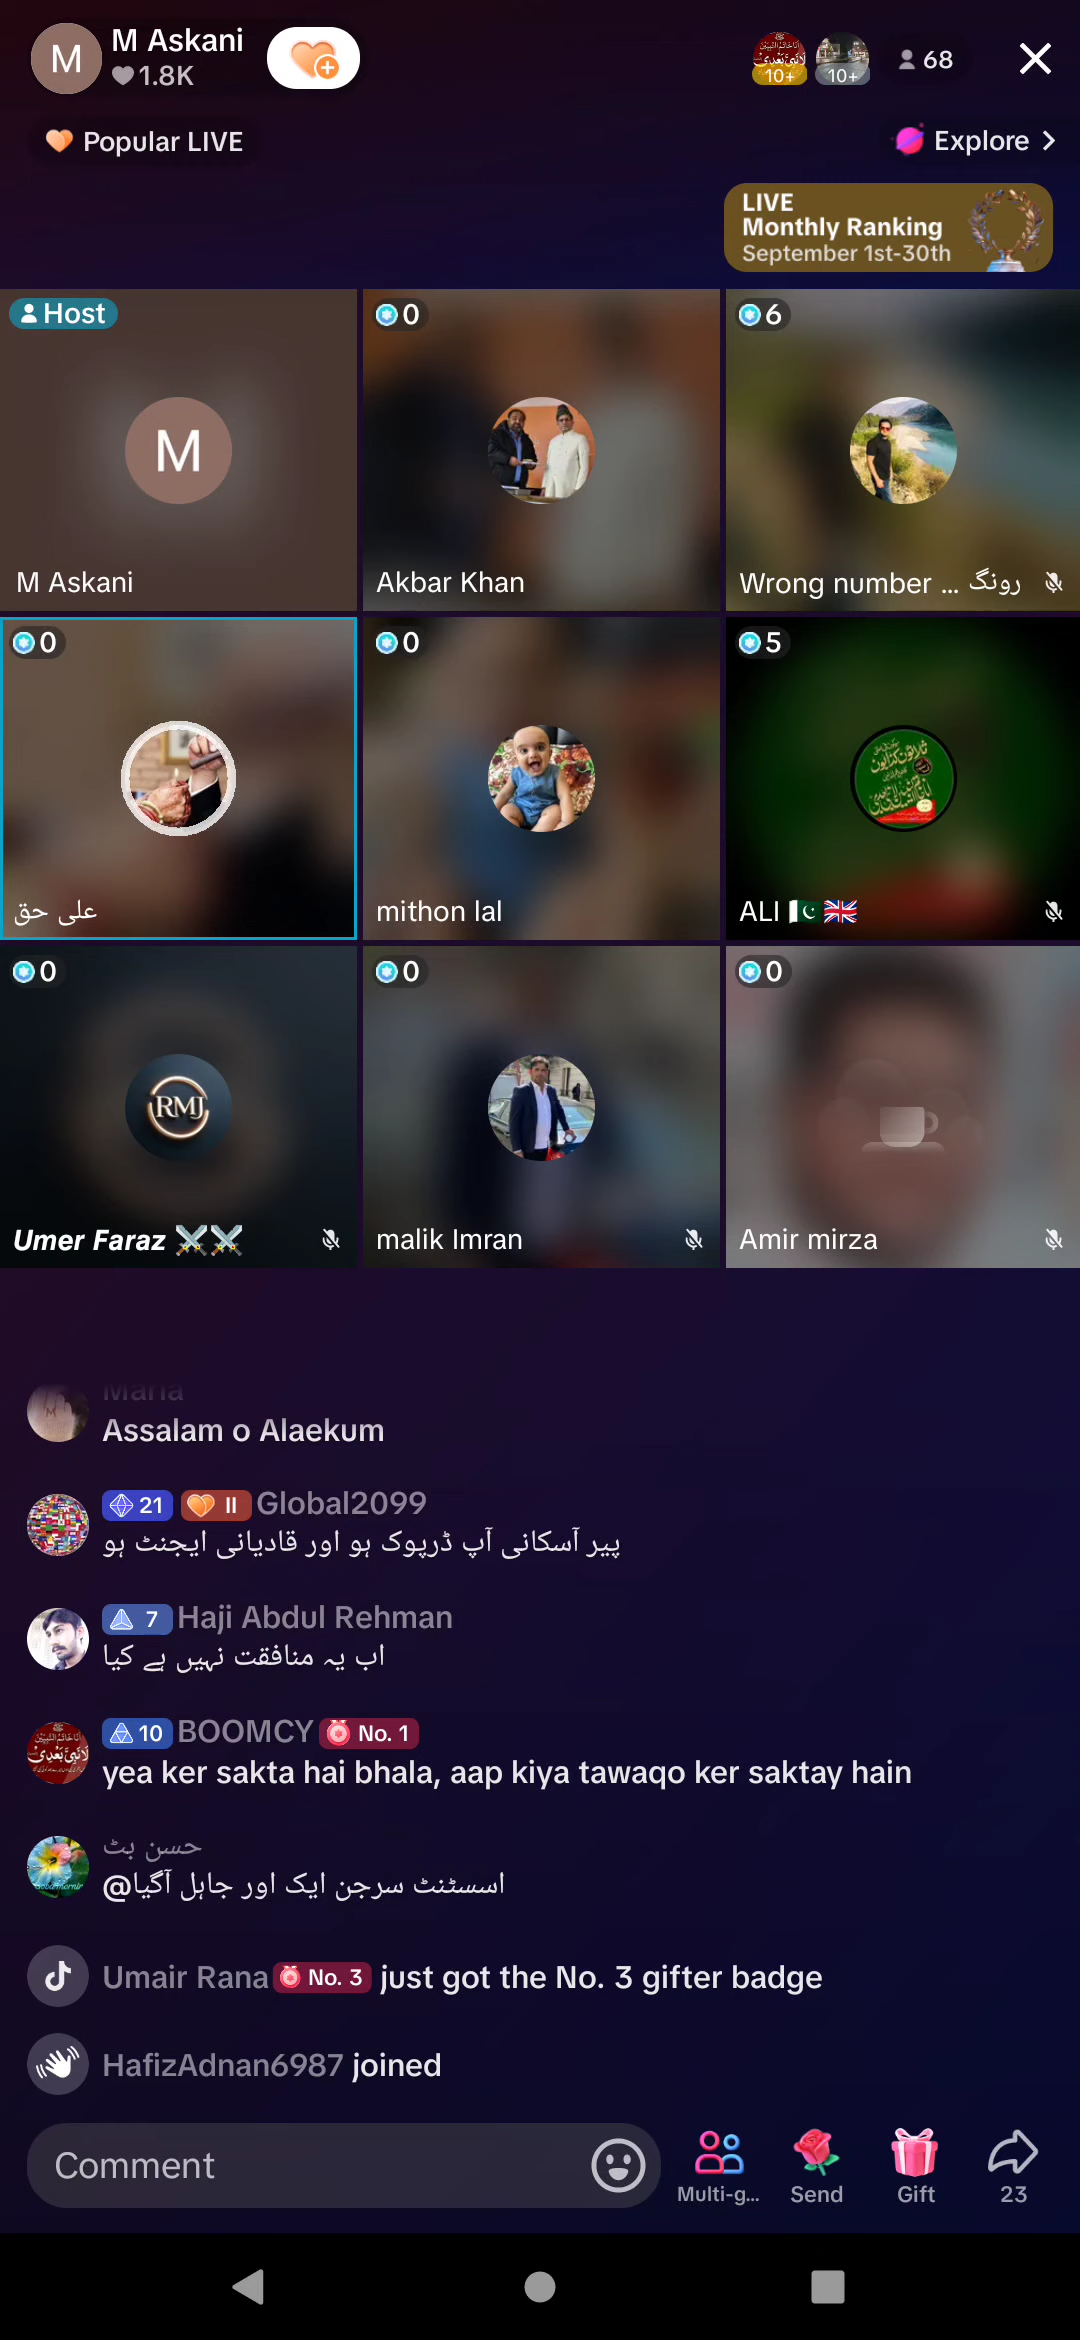 M
M Askani
1.8K
10+
10+
68
Popular LIVE
Explore
LIVE
Monthly Ranking
September 1st-30th
Host
M
M Askani
0
Akbar Khan
6
Wrong number ... رونگ
0
علی حق
0
mithon lal
5
ALI
0
RMJ
Umer Faraz
0
malik Imran
0
Amir mirza
Maria
Assalam o Alaekum
21 II Global2099
پیر آسکانی آپ ڈرپوک ہو اور قادیانی ایجنٹ ہو
7 Haji Abdul Rehman
اب یہ منافقت نہیں ہے کیا
10 BOOMCY No. 1
yea ker sakta hai bhala, aap kiya tawaqo ker saktay hain
حسن بٹ
@اسسٹنٹ سرجن ایک اور جاہل آگیا
Umair Rana No. 3 just got the No. 3 gifter badge
HafizAdnan6987 joined
Comment
Multi-g...
Send
Gift
23